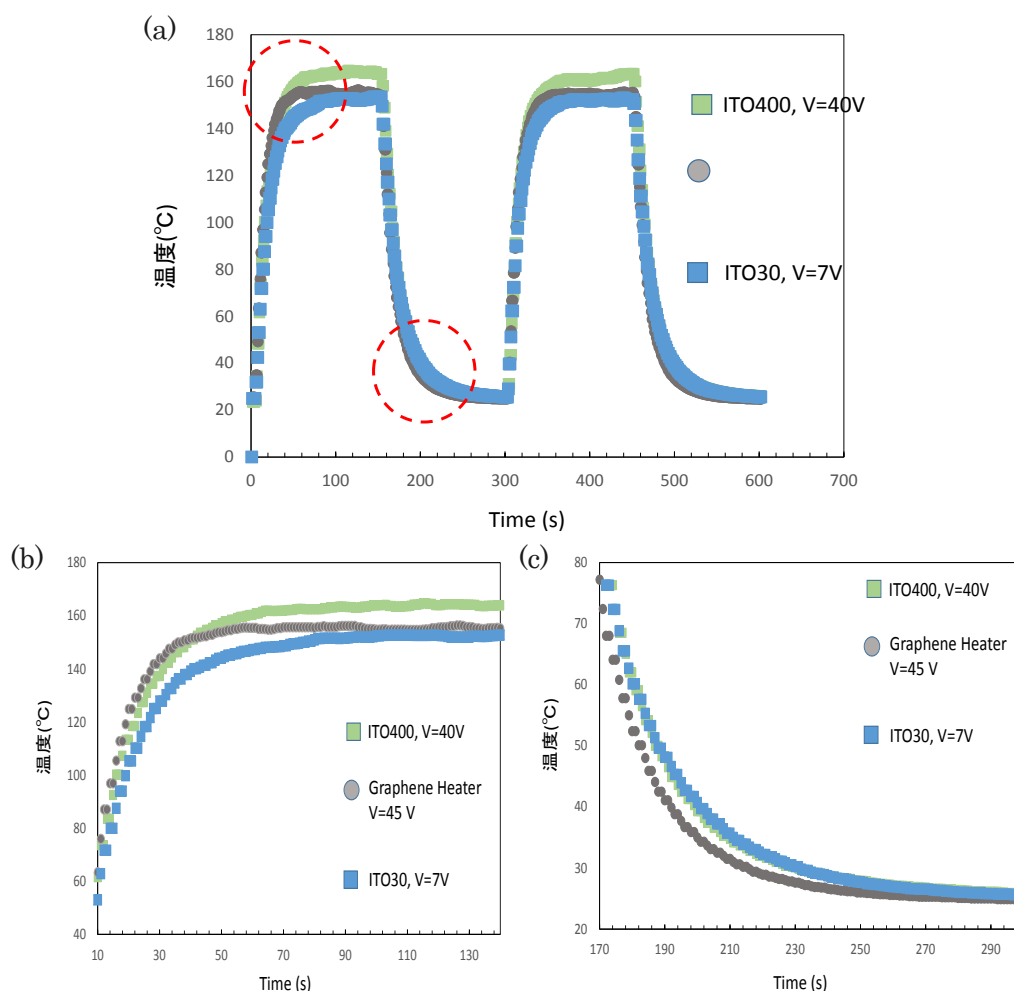 (a)
180
160
140
120
100
80
60
40
20
0
温度(℃)
0 100 200 300 400 500 600 700
Time (s)
ITO400, V=40V
ITO30, V=7V
(b)
180
160
140
120
100
80
60
40
温度(℃)
10 30 50 70 90 110 130
Time (s)
ITO400, V=40V
Graphene Heater
V=45 V
ITO30, V=7V
(c)
80
70
60
50
40
30
20
温度(℃)
170 190 210 230 250 270 290
Time (s)
ITO400, V=40V
Graphene Heater
V=45 V
ITO30, V=7V